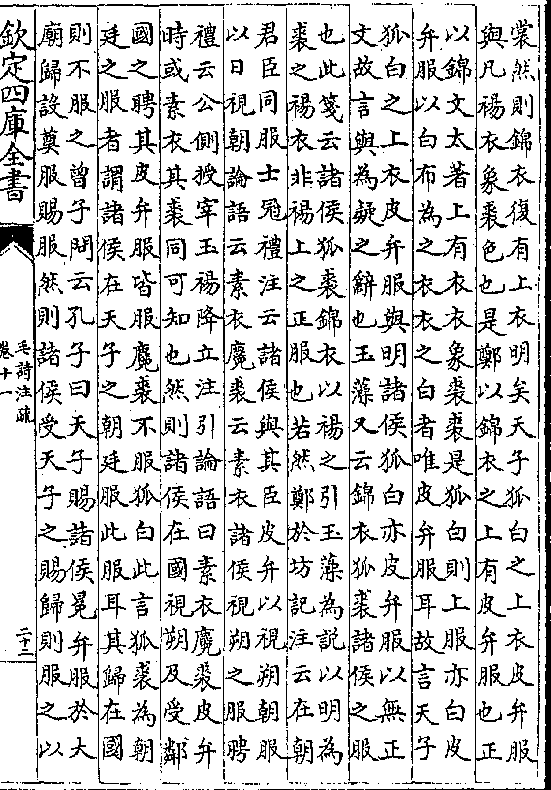 裳然則錦衣復有上衣明矣天子狐白之上衣皮弁服
與凡裼衣象裘色也是鄭以錦衣之上有皮弁服也正
以錦文太著上有衣衣象裘裘是狐白則上服亦白皮
弁服以白布為之衣衣之白者唯皮弁服耳故言天子
狐白之上衣皮弁服與明諸侯狐白亦皮弁服以無正
文故言與為疑之辭也玉藻又云錦衣狐裘諸侯之服
也此箋云諸侯狐裘錦衣以裼之引玉藻為說以明為
裘之裼衣非裼上之正服也若然鄭於坊記注云在朝
君臣同服士冠禮注云諸侯與其臣皮弁以視朔朝服
以日視朝論語云素衣麑裘云素衣諸侯視朔之服聘
禮云公側授宰玉裼降立注引論語曰素衣麑裘皮弁
時或素衣其裘同可知也然則諸侯在國視朔及受鄰
國之聘其皮弁服皆服麑裘不服狐白此言狐裘為朝
廷之服者謂諸侯在天子之朝廷服此服耳其歸在國
則不服之曾子問云孔子曰天子賜諸侯冕弁服於大
廟歸設奠服賜服然則諸侯受天子之賜歸則服之以
欽定四庫全書
毛詩注疏
卷十一
二十二